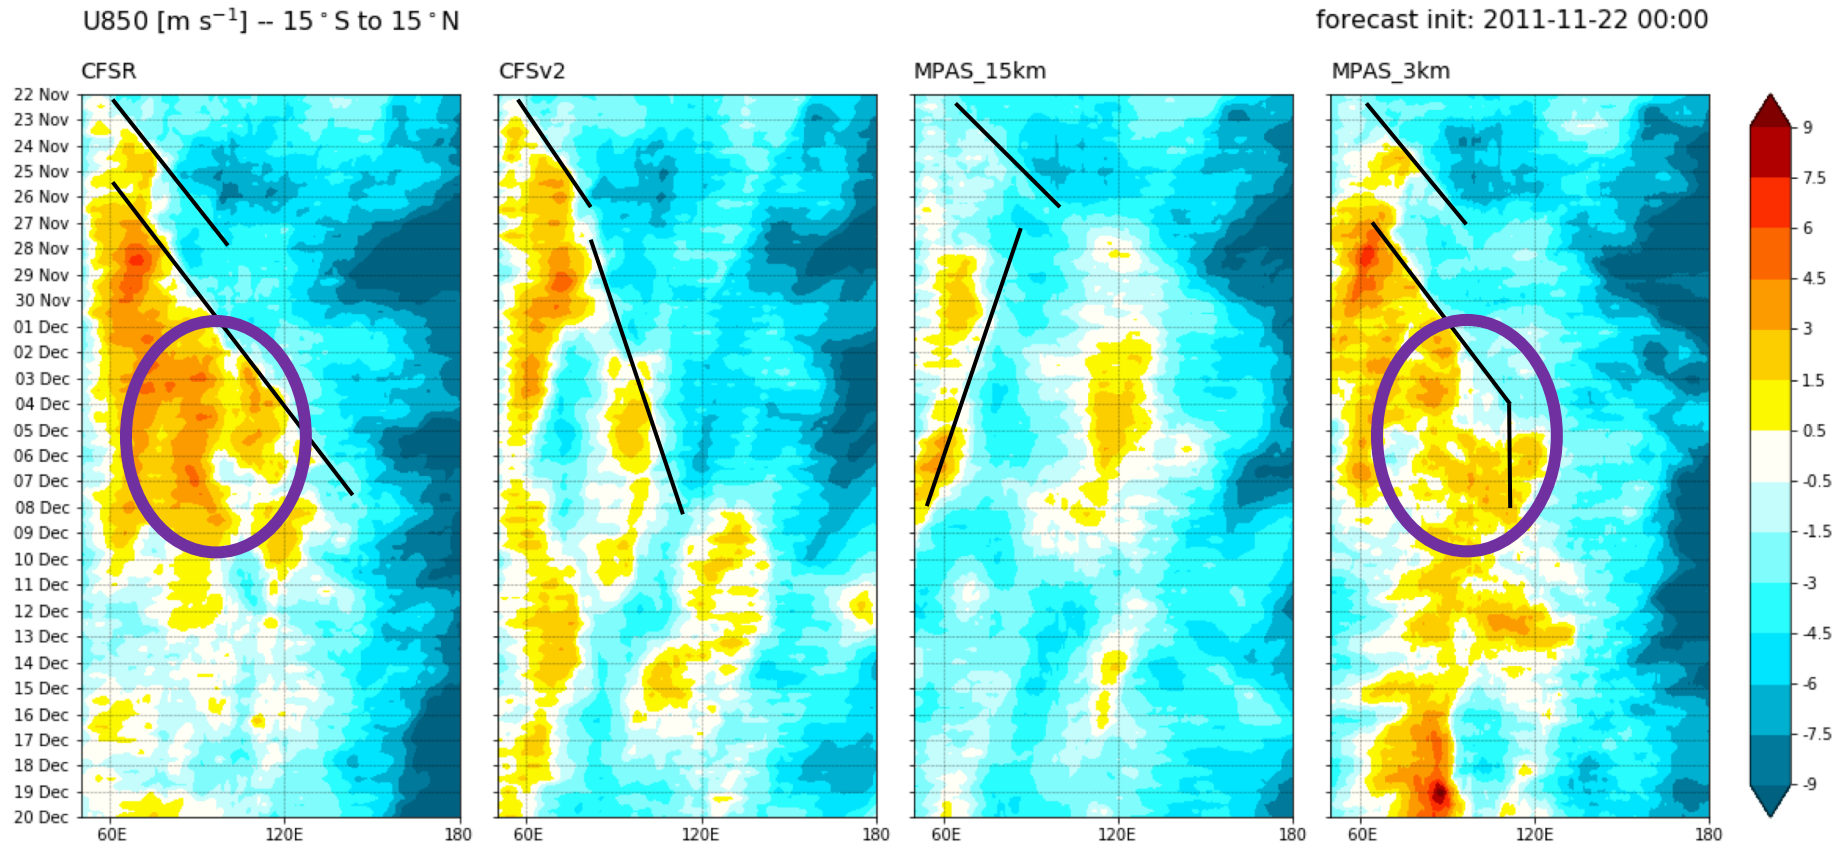 U850 [m s⁻¹] -- 15°S to 15°N
forecast init: 2011-11-22 00:00
CFSR
CFSv2
MPAS_15km
MPAS_3km
22 Nov
23 Nov
24 Nov
25 Nov
26 Nov
27 Nov
28 Nov
29 Nov
30 Nov
01 Dec
02 Dec
03 Dec
04 Dec
05 Dec
06 Dec
07 Dec
08 Dec
09 Dec
10 Dec
11 Dec
12 Dec
13 Dec
14 Dec
15 Dec
16 Dec
17 Dec
18 Dec
19 Dec
20 Dec
60E 120E 180
60E 120E 180
60E 120E 180
60E 120E 180
9
7.5
6
4.5
3
1.5
0.5
-0.5
-1.5
-3
-4.5
-6
-7.5
-9